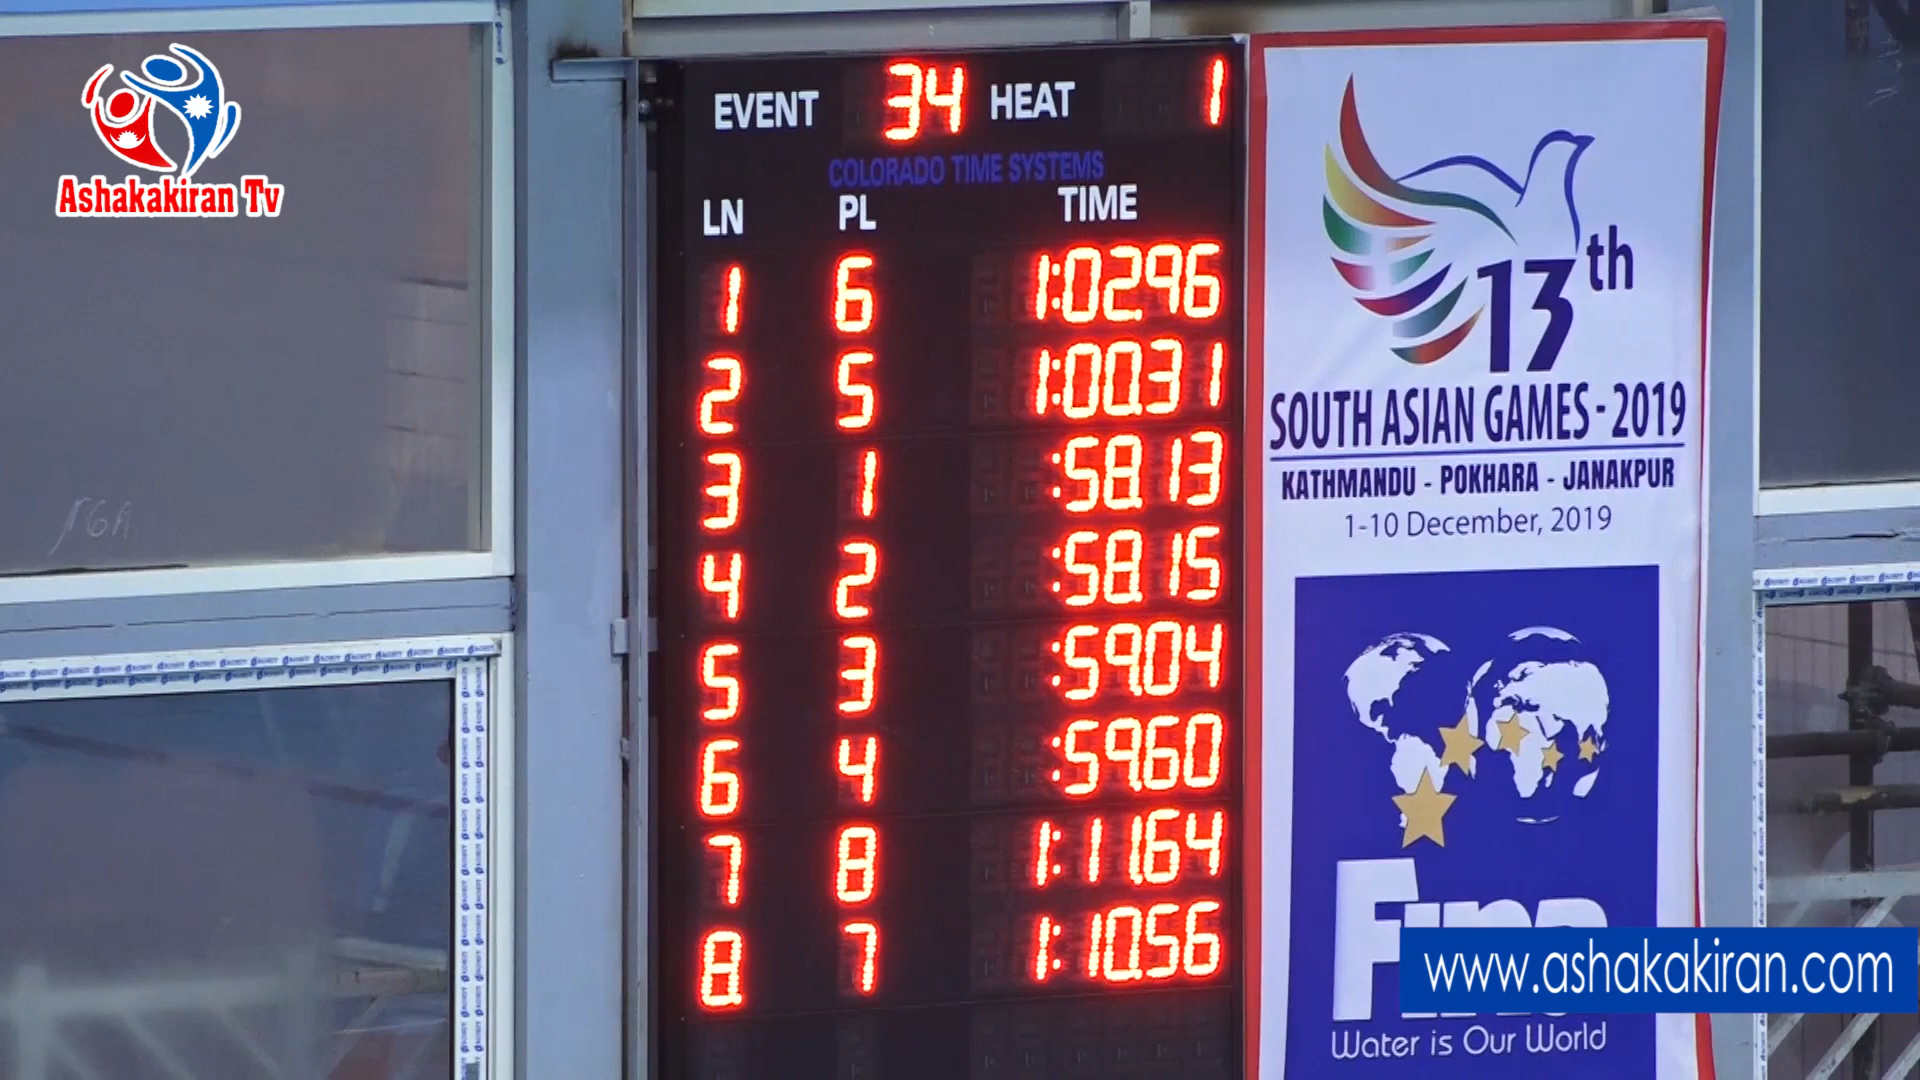 Ashakakiran Tv
EVENT 34 HEAT 1
COLORADO TIME SYSTEMS
LN PL TIME
1 6 1:02.96
2 5 1:00.31
3 1 :58.13
4 2 :58.15
5 3 :59.04
6 4 :59.60
7 8 1:11.64
8 7 1:10.56
13th
SOUTH ASIAN GAMES - 2019
KATHMANDU - POKHARA - JANAKPUR
1-10 December, 2019
FINA
Water is Our World
www.ashakakiran.com